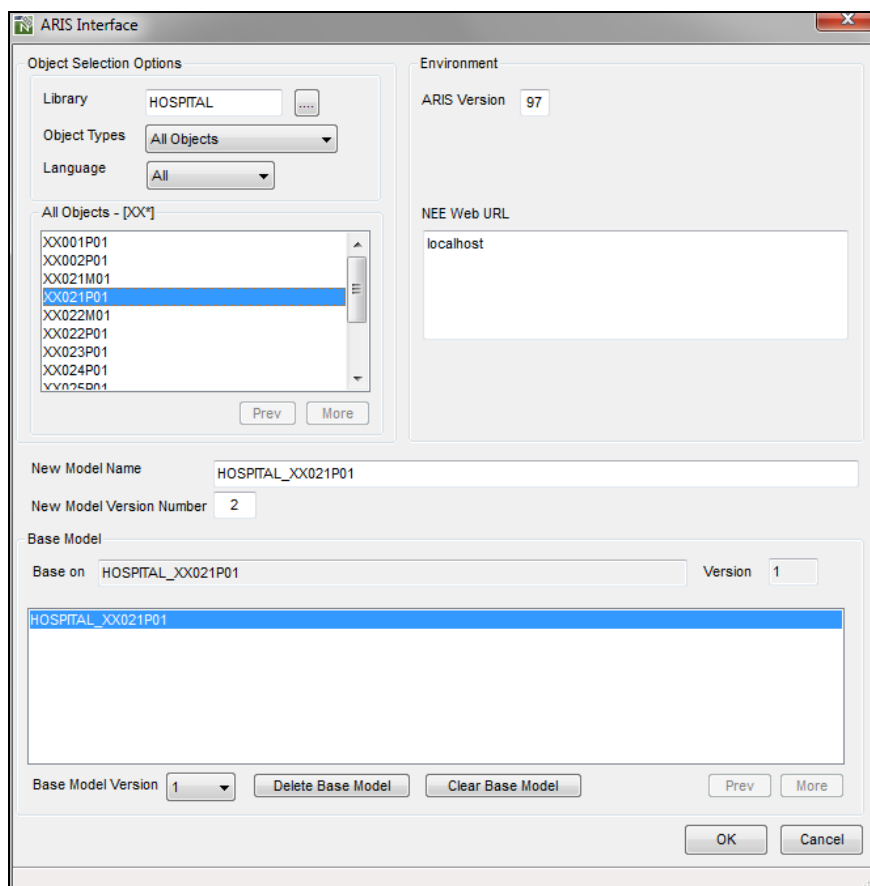 ARIS Interface
Object Selection Options
Library HOSPITAL ....
Object Types All Objects
Language All
All Objects - [XX*]
XX001P01
XX002P01
XX021M01
XX021P01
XX022M01
XX022P01
XX023P01
XX024P01
XX025P01
Prev More
Environment
ARIS Version 97
NEE Web URL
localhost
New Model Name HOSPITAL_XX021P01
New Model Version Number 2
Base Model
Base on HOSPITAL_XX021P01 Version 1
HOSPITAL_XX021P01
Base Model Version 1 Delete Base Model Clear Base Model Prev More
OK Cancel